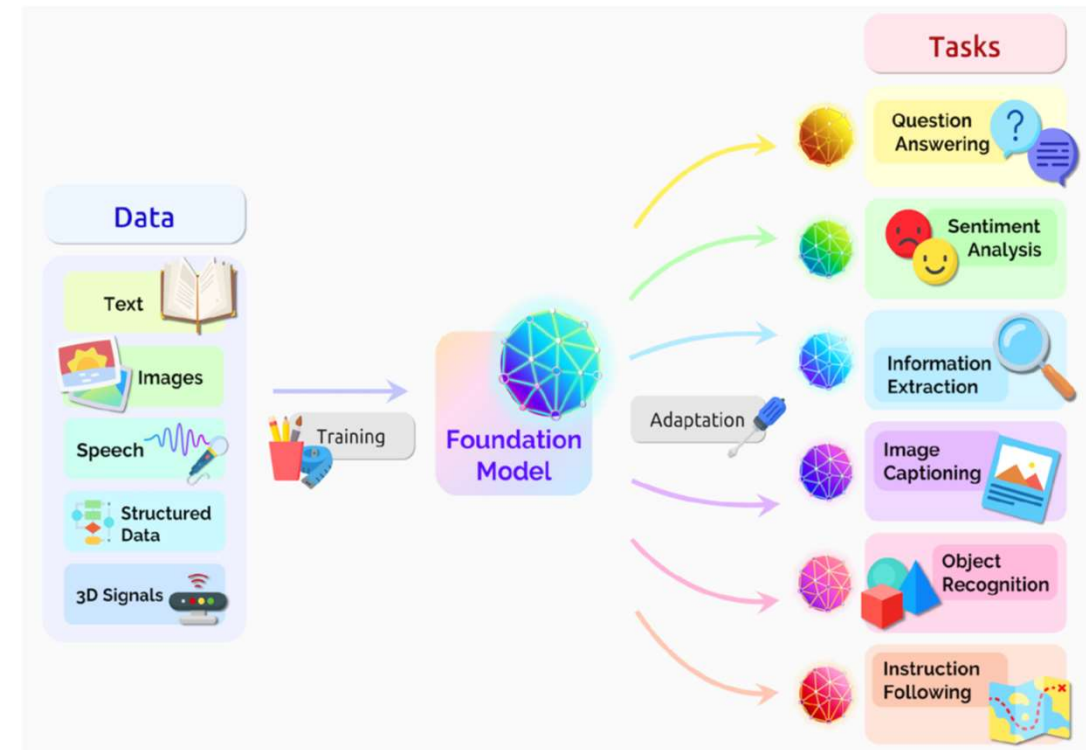 Data
Text
Images
Speech
Structured
Data
3D Signals
Training
Foundation
Model
Adaptation
Tasks
Question
Answering
Sentiment
Analysis
Information
Extraction
Image
Captioning
Object
Recognition
Instruction
Following